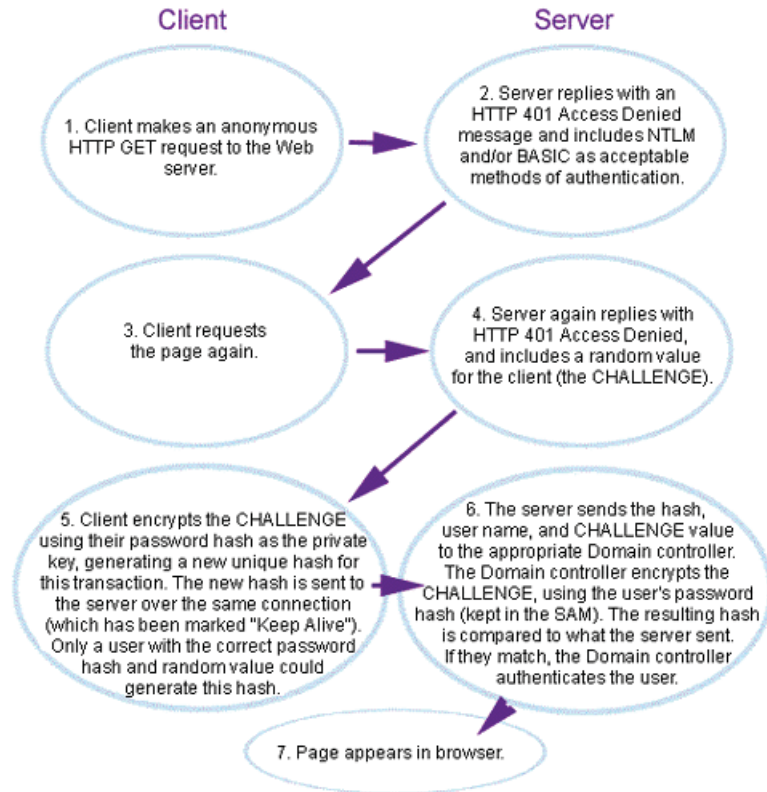 Client
Server
1. Client makes an anonymous
HTTP GET request to the Web
server.
2. Server replies with an
HTTP 401 Access Denied
message and includes NTLM
and/or BASIC as acceptable
methods of authentication.
3. Client requests
the page again.
4. Server again replies with
HTTP 401 Access Denied,
and includes a random value
for the client (the CHALLENGE).
5. Client encrypts the CHALLENGE
using their password hash as the private
key, generating a new unique hash for
this transaction. The new hash is sent to
the server over the same connection
(which has been marked "Keep Alive").
Only a user with the correct password
hash and random value could
generate this hash.
6. The server sends the hash,
user name, and CHALLENGE value
to the appropriate Domain controller.
The Domain controller encrypts the
CHALLENGE, using the user's password
hash (kept in the SAM). The resulting hash
is compared to what the server sent.
If they match, the Domain controller
authenticates the user.
7. Page appears in browser.